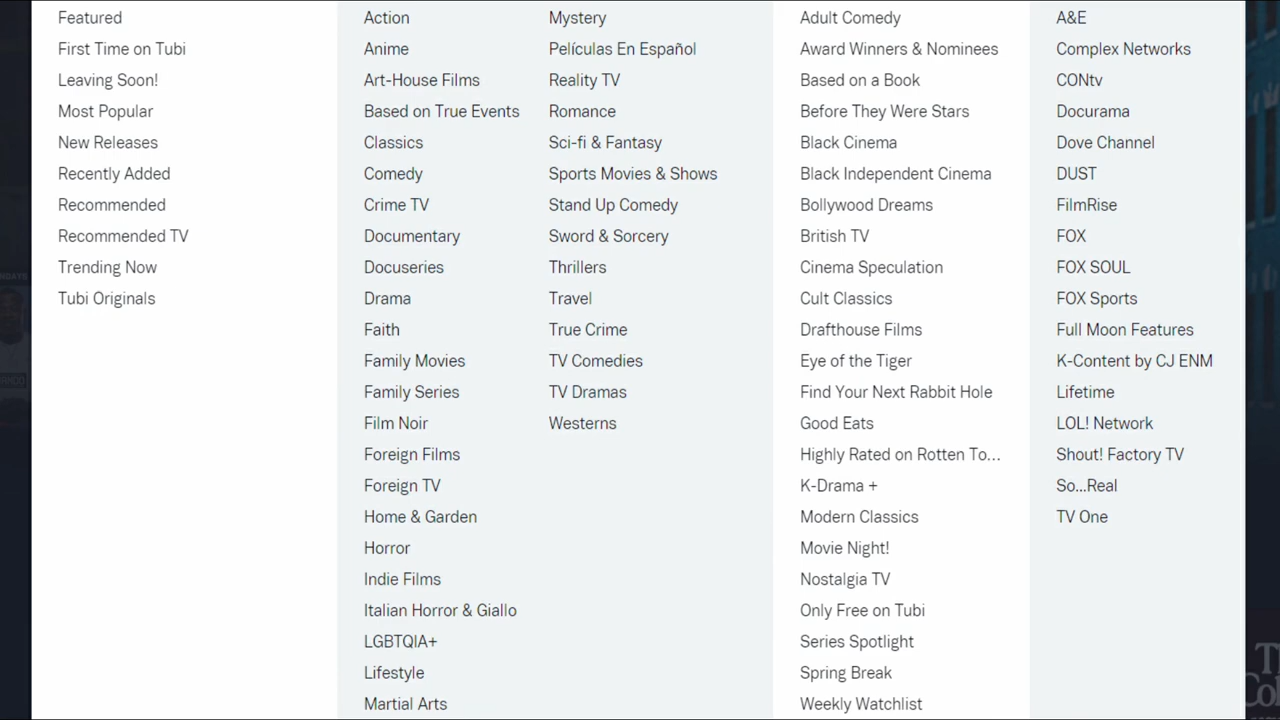 Featured
First Time on Tubi
Leaving Soon!
Most Popular
New Releases
Recently Added
Recommended
Recommended TV
Trending Now
Tubi Originals
Action
Anime
Art-House Films
Based on True Events
Classics
Comedy
Crime TV
Documentary
Docuseries
Drama
Faith
Family Movies
Family Series
Film Noir
Foreign Films
Foreign TV
Home & Garden
Horror
Indie Films
Italian Horror & Giallo
LGBTQIA+
Lifestyle
Martial Arts
Mystery
Películas En Español
Reality TV
Romance
Sci-fi & Fantasy
Sports Movies & Shows
Stand Up Comedy
Sword & Sorcery
Thrillers
Travel
True Crime
TV Comedies
TV Dramas
Westerns
Adult Comedy
Award Winners & Nominees
Based on a Book
Before They Were Stars
Black Cinema
Black Independent Cinema
Bollywood Dreams
British TV
Cinema Speculation
Cult Classics
Drafthouse Films
Eye of the Tiger
Find Your Next Rabbit Hole
Good Eats
Highly Rated on Rotten To...
K-Drama +
Modern Classics
Movie Night!
Nostalgia TV
Only Free on Tubi
Series Spotlight
Spring Break
Weekly Watchlist
A&E
Complex Networks
CONtv
Docurama
Dove Channel
DUST
FilmRise
FOX
FOX SOUL
FOX Sports
Full Moon Features
K-Content by CJ ENM
Lifetime
LOL! Network
Shout! Factory TV
So...Real
TV One